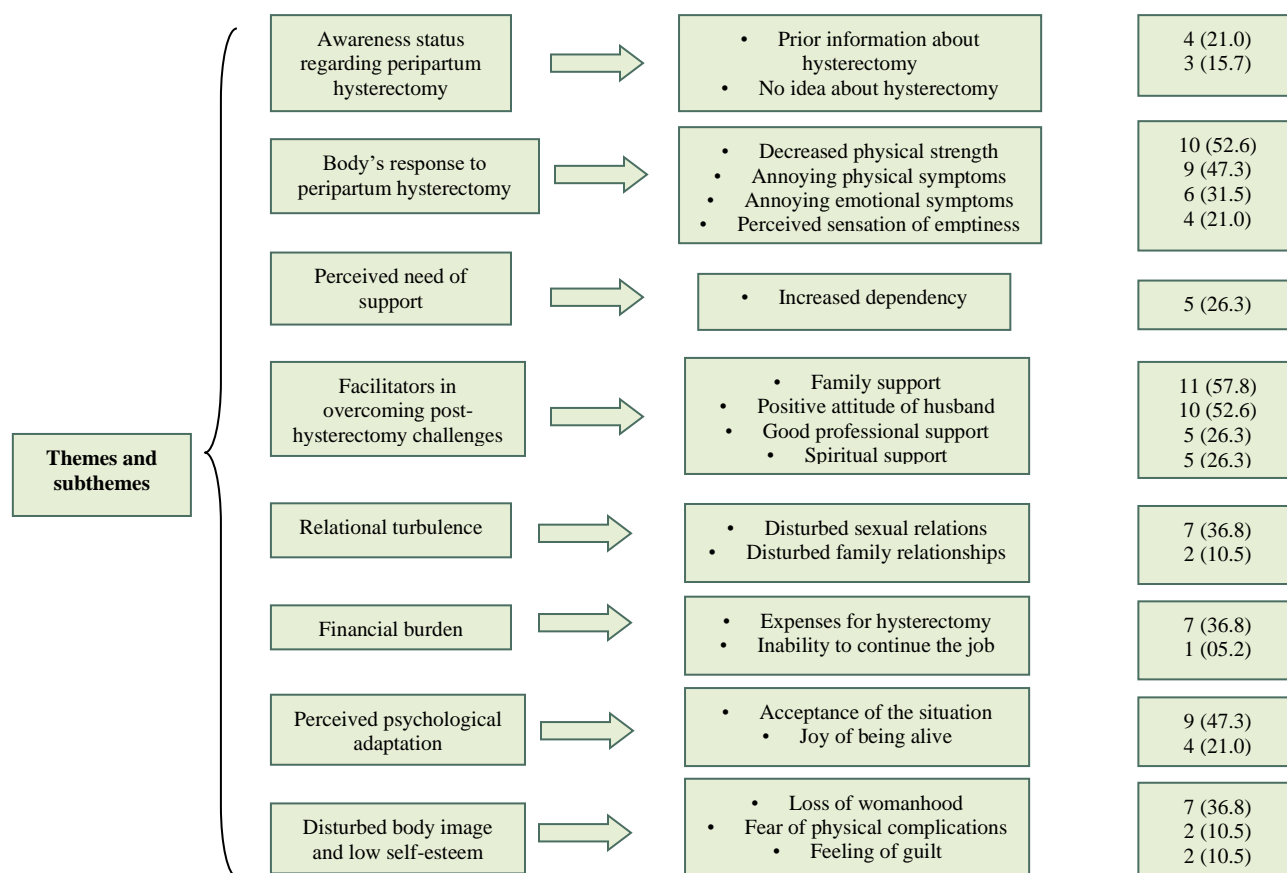 Themes and
subthemes
Awareness status
regarding peripartum
hysterectomy
• Prior information about
hysterectomy
• No idea about hysterectomy
4 (21.0)
3 (15.7)
Body’s response to
peripartum hysterectomy
• Decreased physical strength
• Annoying physical symptoms
• Annoying emotional symptoms
• Perceived sensation of emptiness
10 (52.6)
9 (47.3)
6 (31.5)
4 (21.0)
Perceived need of
support
• Increased dependency
5 (26.3)
Facilitators in
overcoming post-
hysterectomy challenges
• Family support
• Positive attitude of husband
• Good professional support
• Spiritual support
11 (57.8)
10 (52.6)
5 (26.3)
5 (26.3)
Relational turbulence
• Disturbed sexual relations
• Disturbed family relationships
7 (36.8)
2 (10.5)
Financial burden
• Expenses for hysterectomy
• Inability to continue the job
7 (36.8)
1 (05.2)
Perceived psychological
adaptation
• Acceptance of the situation
• Joy of being alive
9 (47.3)
4 (21.0)
Disturbed body image
and low self-esteem
• Loss of womanhood
• Fear of physical complications
• Feeling of guilt
7 (36.8)
2 (10.5)
2 (10.5)